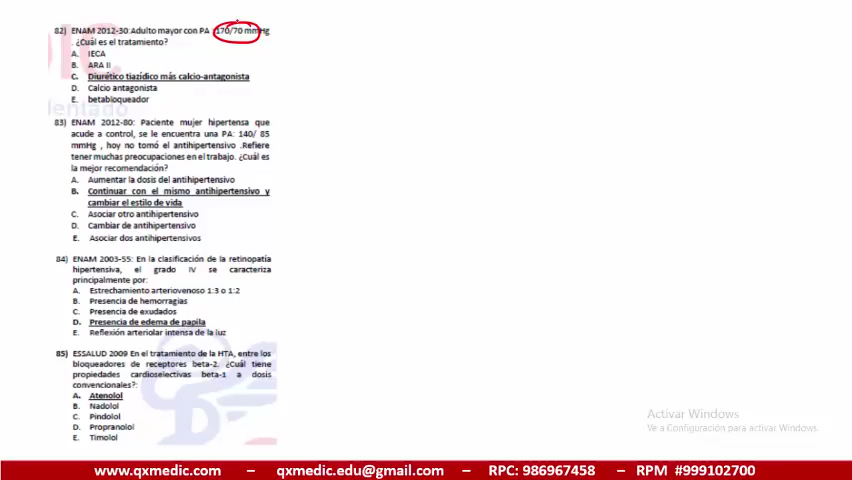 82) ENAM 2012-30: Adulto mayor con PA :170/70 mmHg
. ¿Cuál es el tratamiento?
A. IECA
B. ARA II
C. Diurético tiazídico más calcio-antagonista
D. Calcio antagonista
E. betabloqueador
83) ENAM 2012-80: Paciente mujer hipertensa que
acude a control, se le encuentra una PA: 140/ 85
mmHg , hoy no tomó el antihipertensivo .Refiere
tener muchas preocupaciones en el trabajo. ¿Cuál es
la mejor recomendación?
A. Aumentar la dosis del antihipertensivo
B. Continuar con el mismo antihipertensivo y
cambiar el estilo de vida
C. Asociar otro antihipertensivo
D. Cambiar de antihipertensivo
E. Asociar dos antihipertensivos
84) ENAM 2003-55: En la clasificación de la retinopatía
hipertensiva, el grado IV se caracteriza
principalmente por:
A. Estrechamiento arteriovenoso 1:3 o 1:2
B. Presencia de hemorragias
C. Presencia de exudados
D. Presencia de edema de papila
E. Reflexión arteriolar intensa de la luz
85) ESSALUD 2009 En el tratamiento de la HTA, entre los
bloqueadores de receptores beta-2. ¿Cuál tiene
propiedades cardioselectivas beta-1 a dosis
convencionales?:
A. Atenolol
B. Nadolol
C. Pindolol
D. Propranolol
E. Timolol
Activar Windows
Ve a Configuración para activar Windows.
www.qxmedic.com – qxmedic.edu@gmail.com – RPC: 986967458 – RPM #999102700